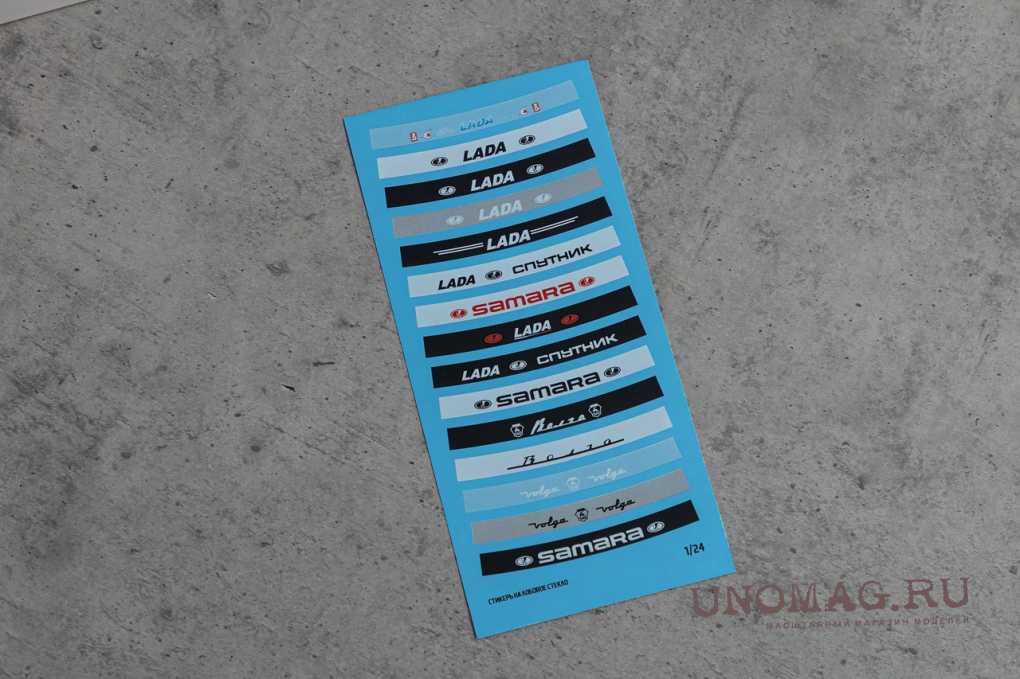 LADA
LADA
LADA
LADA
LADA
LADA СПУТНИК
SAMARA
LADA
LADA СПУТНИК
SAMARA
Волга
Волга
Volga Volga
Volga Volga
SAMARA
СТИКЕРЬ НА ЛОБОВОЕ СТЕКЛО
1/24
UNOMAG.RU
МАСШТАБНЫЙ МАГАЗИН МОДЕЛЕЙ